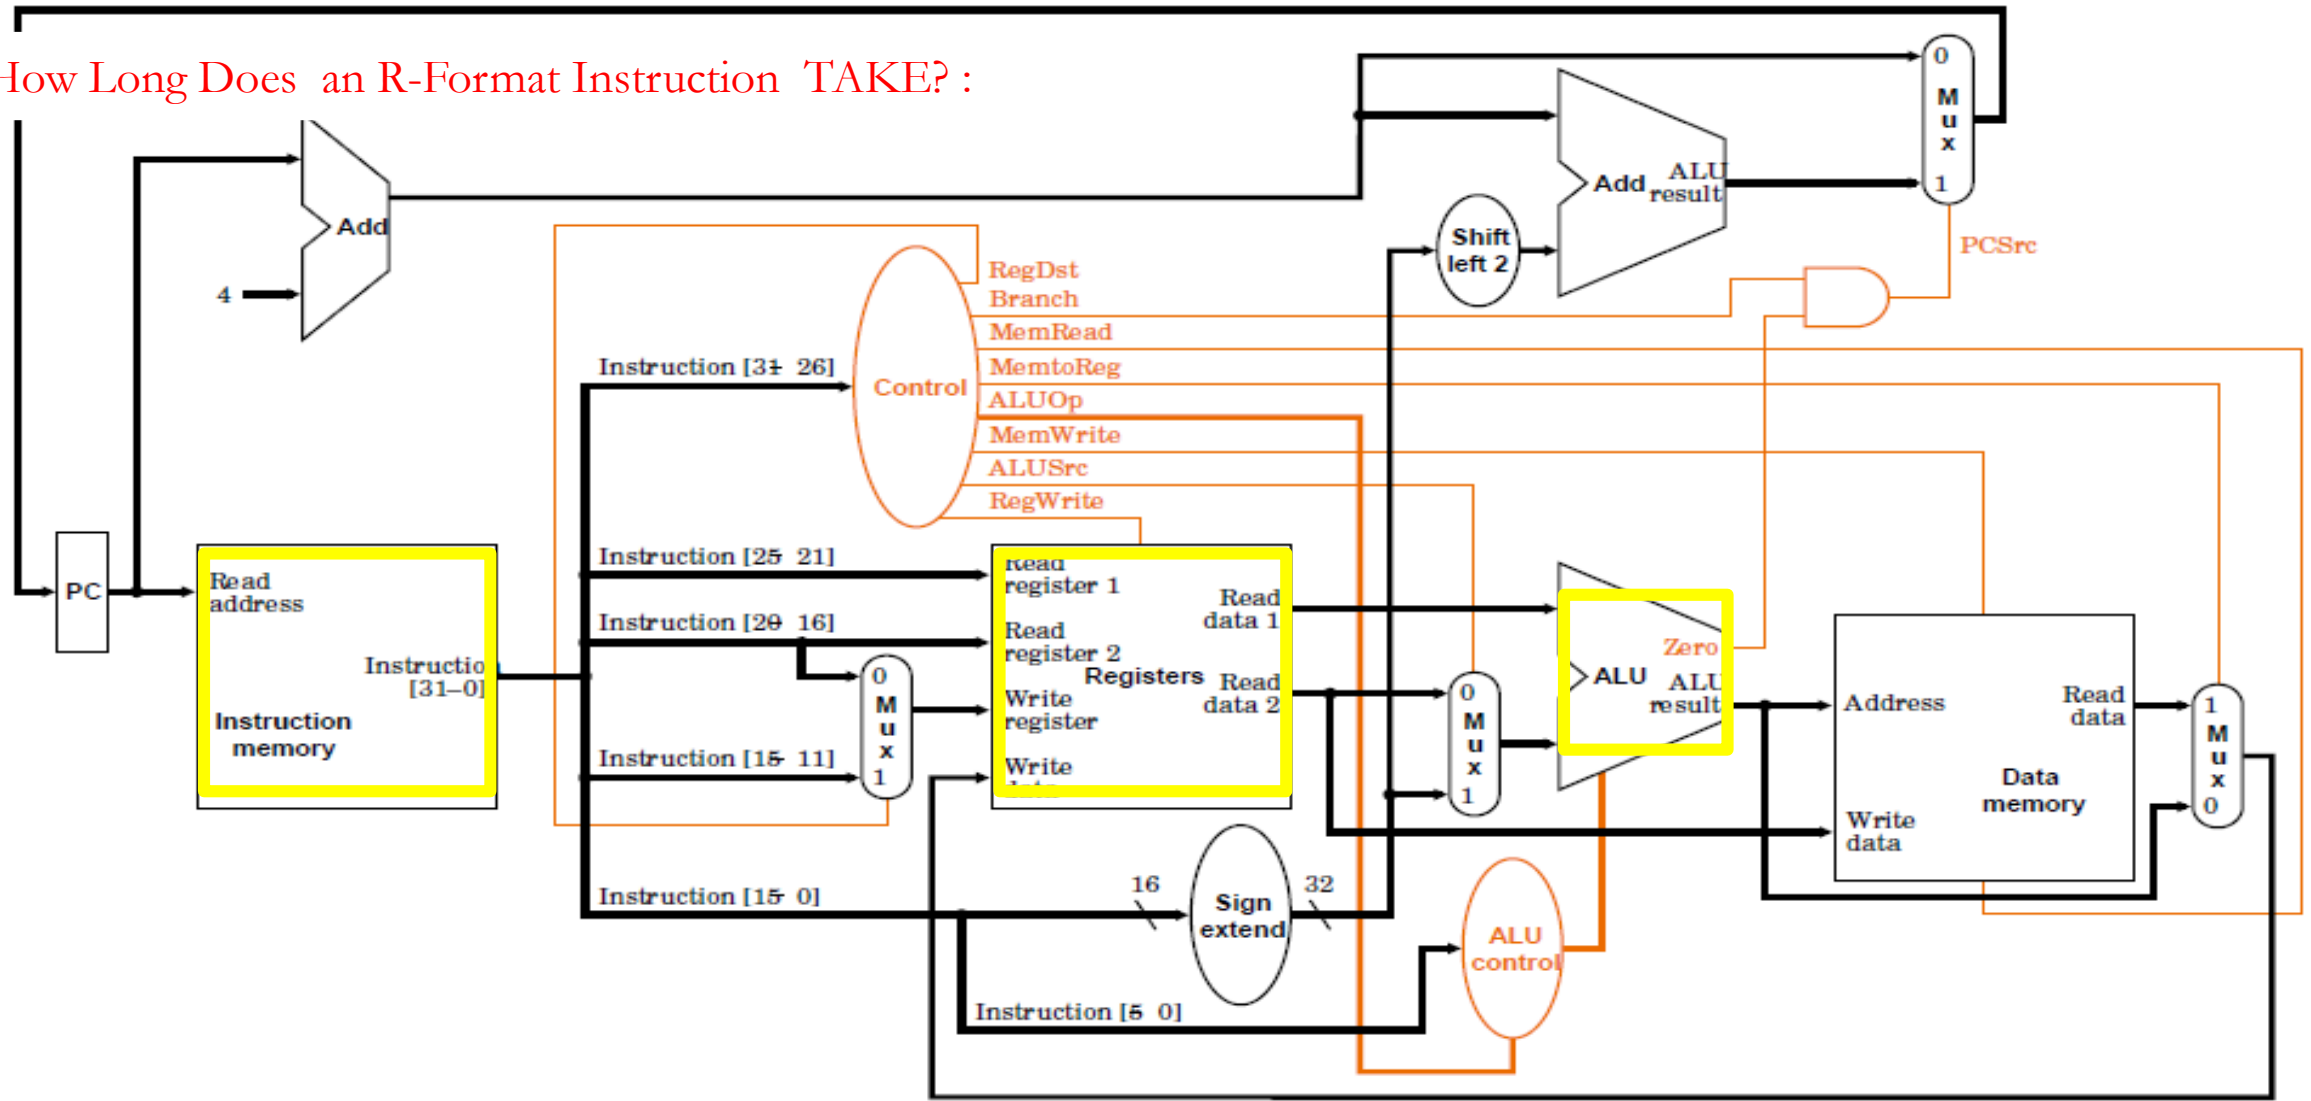 How Long Does an R-Format Instruction TAKE? :
0
M
u
x
1
Add
ALU
result
Add
4
Shift
left 2
PCSrc
RegDst
Branch
MemRead
MemtoReg
ALUOp
MemWrite
ALUSrc
RegWrite
Control
Instruction [31 26]
Instruction [25 21]
Instruction [20 16]
Instruction [15 11]
Instruction [15 0]
Instruction [5 0]
PC
Read
address
Instruction
[31–0]
Instruction
memory
0
M
u
x
1
Read
register 1
Read
register 2
Write
register
Write
Registers
Read
data 1
Read
data 2
0
M
u
x
1
Zero
ALU
ALU
result
Address
Read
data
Data
memory
Write
data
1
M
u
x
0
16
Sign
extend
32
ALU
control